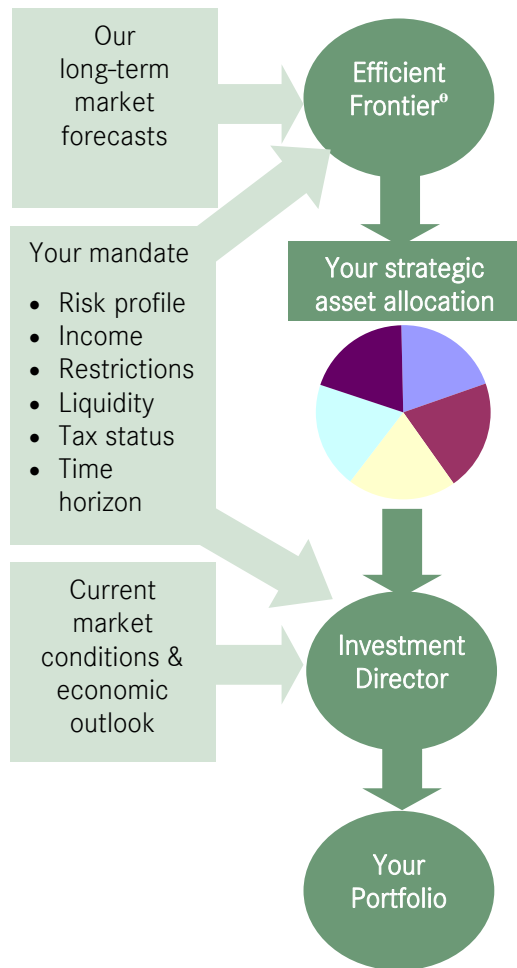 Our
long-term
market
forecasts
Efficient
Frontier
Your mandate
• Risk profile
• Income
• Restrictions
• Liquidity
• Tax status
• Time
horizon
Your strategic
asset allocation
Current
market
conditions &
economic
outlook
Investment
Director
Your
Portfolio